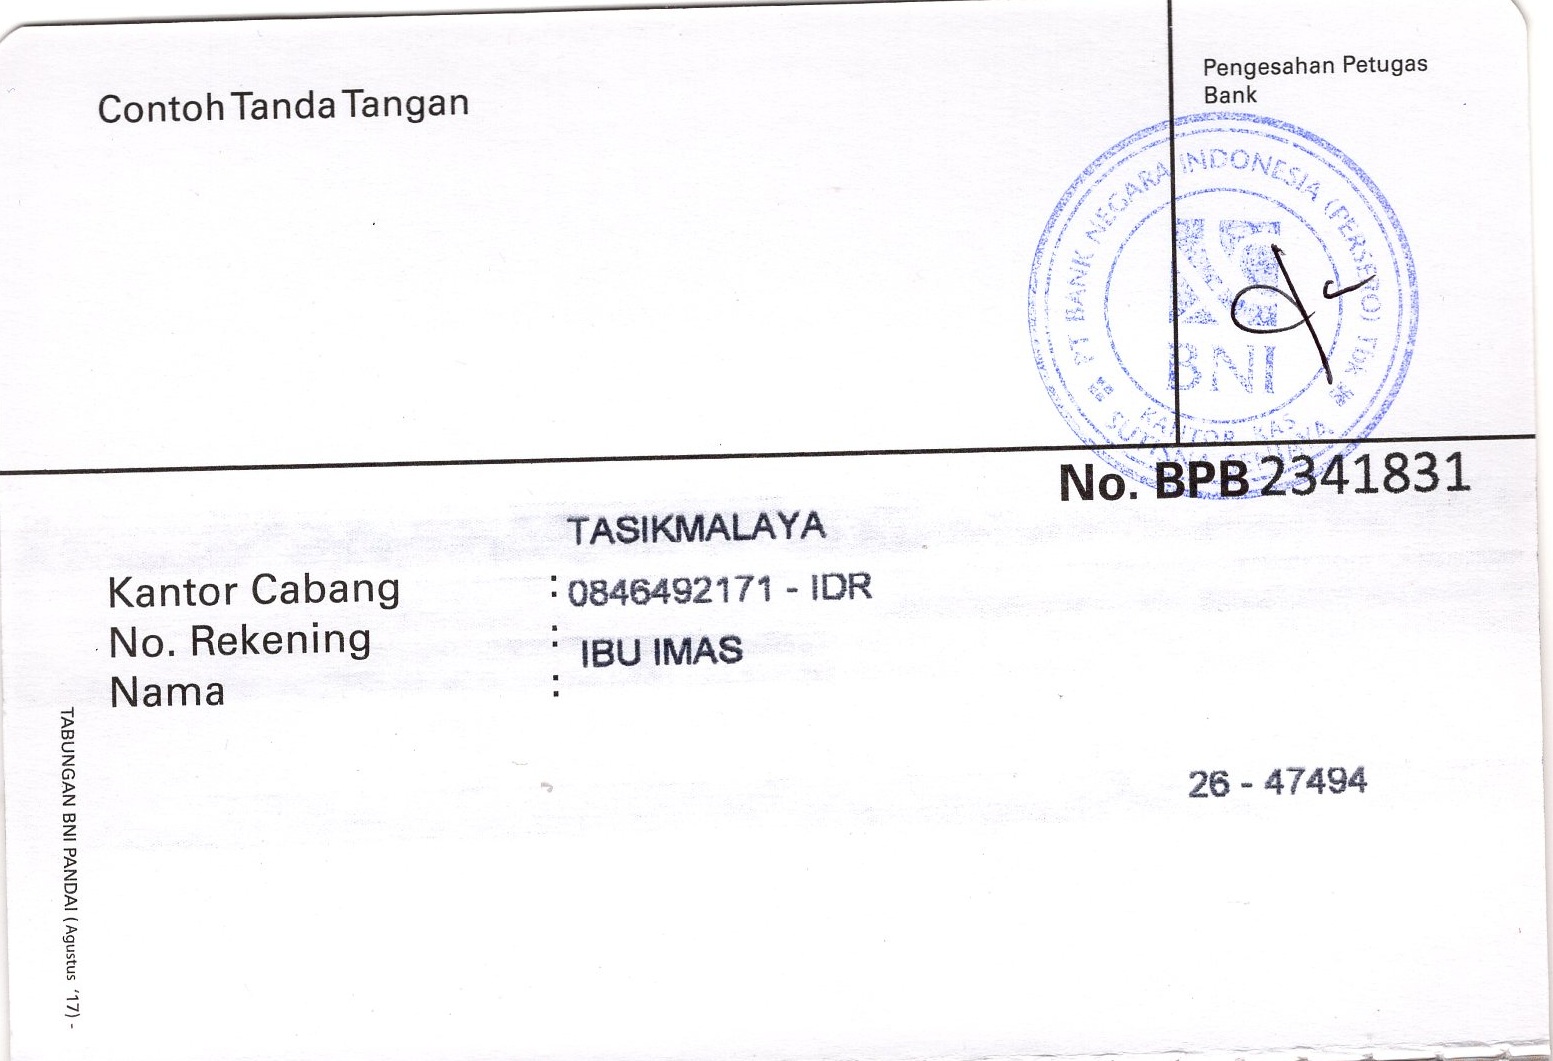 Contoh Tanda Tangan
Pengesahan Petugas
Bank
PT BANK NEGARA INDONESIA (PERSERO) Tbk
BNI
KANTOR KAS
No. BPB 2341831
TASIKMALAYA
Kantor Cabang : 0846492171 - IDR
No. Rekening : IBU IMAS
Nama :
26 - 47494
TABUNGAN BNI PANDAI (Agustus '17) -